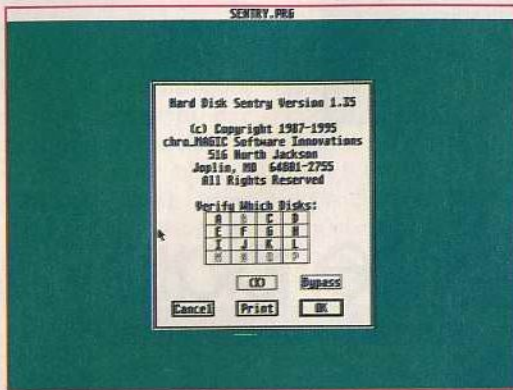 SENTRY.PRG
Hard Disk Sentry Version 1.35
(c) Copyright 1987-1995
chro_MAGIC Software Innovations
516 North Jackson
Joplin, MO 64801-2755
All Rights Reserved
Verify Which Disks:
A B C D
E F G H
I J K L
M N O P
(X) Bypass
Cancel Print OK